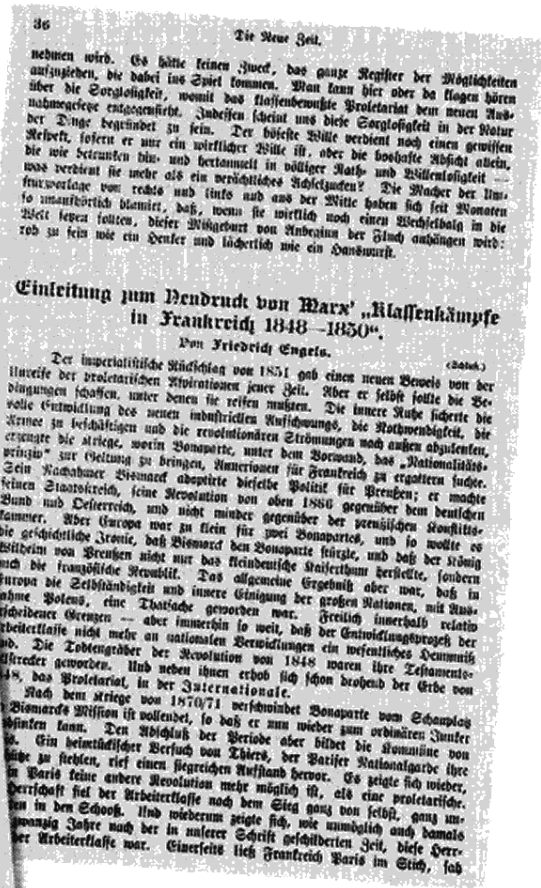 36
Die Neue Zeit.
nehmen wird. Es hätte keinen Zweck, das ganze Register der Möglichkeiten
aufzuziehen, die dabei ins Spiel kommen. Man kann hier oder da klagen hören
über die Sorglosigkeit, womit das klassenbewußte Proletariat dem neuen Aus-
nahmegesetze entgegensieht. Indessen scheint uns diese Sorglosigkeit in der Natur
der Dinge begründet zu sein. Der böseste Wille verdient noch einen gewissen
Respekt, sofern er nur ein wirklicher Wille ist, aber die boshafte Absicht allein,
die wie betrunken hin- und hertaumelt in völliger Rath- und Willenlosigkeit —
was verdient sie mehr als ein verächtliches Achselzucken? Die Macher der Um-
sturzvorlage von rechts und links und aus der Mitte haben sich seit Monaten
so unaufhörlich blamirt, daß, wenn sie wirklich noch einen Wechselbalg in die
Welt setzen sollten, dieser Mißgeburt von Anbeginn der Fluch anhängen wird:
roh zu sein wie ein Henker und lächerlich wie ein Hanswurst.
Einleitung zum Neudruck von Marx' „Klassenkämpfe
in Frankreich 1848—1850“.
Von Friedrich Engels.
(Schluß.)
Der imperialistische Rückschlag von 1851 gab einen neuen Beweis von der
Unreife der proletarischen Aspirationen jener Zeit. Aber er selbst sollte die Be-
dingungen schaffen, unter denen sie reifen mußten. Die innere Ruhe sicherte die
volle Entwicklung des neuen industriellen Aufschwungs, die Nothwendigkeit, die
Armee zu beschäftigen und die revolutionären Strömungen nach außen abzulenken,
erzeugte die Kriege, worin Bonaparte, unter dem Vorwand, das „Nationalitäts-
prinzip“ zur Geltung zu bringen, Annexionen für Frankreich zu ergattern suchte.
Sein Nachahmer Bismarck adoptirte dieselbe Politik für Preußen; er machte
seinen Staatsstreich, seine Revolution von oben 1866 gegenüber dem deutschen
Bund und Oesterreich, und nicht minder gegenüber der preußischen Konflikts-
kammer. Aber Europa war zu klein für zwei Bonapartes, und so wollte es
die geschichtliche Ironie, daß Bismarck den Bonaparte stürzte, und daß der König
Wilhelm von Preußen nicht nur das kleindeutsche Kaiserthum herstellte, sondern
auch die französische Republik. Das allgemeine Ergebniß aber war, daß in
Europa die Selbständigkeit und innere Einigung der großen Nationen, mit Aus-
ahme Polens, eine Thatsache geworden war. Freilich innerhalb relativ
scheidener Grenzen — aber immerhin so weit, daß der Entwicklungsprozeß der
rbeiterklasse nicht mehr an nationalen Verwicklungen ein wesentliches Hemmniß
nd. Die Todtengräber der Revolution von 1848 waren ihre Testaments-
llstrecker geworden. Und neben ihnen erhob sich schon drohend der Erbe von
48, das Proletariat, in der Internationale.
Nach dem Kriege von 1870/71 verschwindet Bonaparte vom Schauplatz
Bismarcks Mission ist vollendet, so daß er nun wieder zum ordinären Junker
absinken kann. Den Abschluß der Periode aber bildet die Kommune von
Ein heimtückischer Versuch von Thiers, der Pariser Nationalgarde ihre
zu stehlen, rief einen siegreichen Aufstand hervor. Es zeigte sich wieder,
in Paris keine andere Revolution mehr möglich ist, als eine proletarische.
Herrschaft fiel der Arbeiterklasse nach dem Sieg ganz von selbst, ganz un-
en in den Schooß. Und wiederum zeigte sich, wie unmöglich auch damals
wanzig Jahre nach der in unserer Schrift geschilderten Zeit, diese Herr-
der Arbeiterklasse war. Einerseits ließ Frankreich Paris im Stich, sah